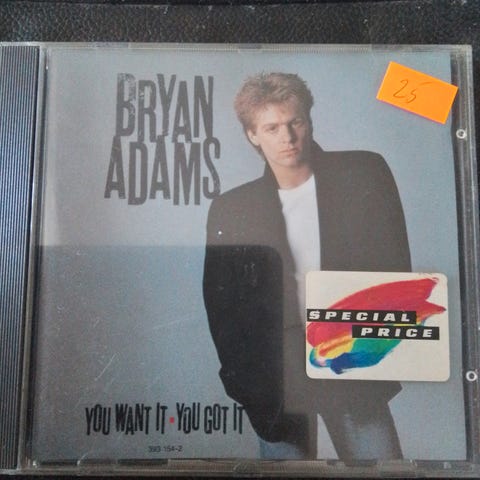 BRYAN
ADAMS
25
SPECIAL
PRICE
YOU WANT IT · YOU GOT IT
393 154-2